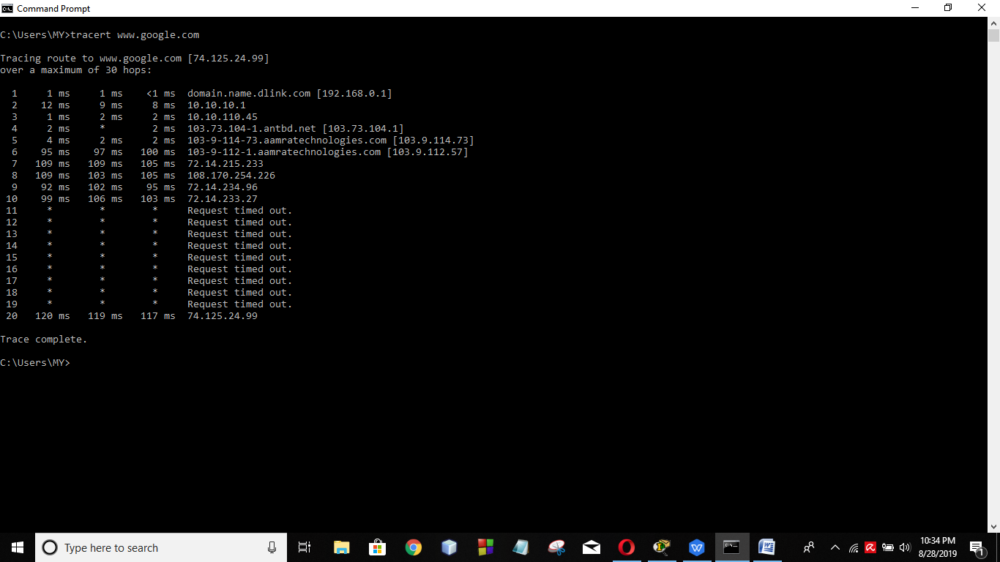 Command Prompt
C:\Users\MY>tracert www.google.com
Tracing route to www.google.com [74.125.24.99]
over a maximum of 30 hops:
1 1 ms 1 ms <1 ms domain.name.dlink.com [192.168.0.1]
2 12 ms 9 ms 8 ms 10.10.10.1
3 1 ms 2 ms 2 ms 10.10.110.45
4 2 ms * 2 ms 103.73.104-1.antbd.net [103.73.104.1]
5 4 ms 2 ms 2 ms 103-9-114-73.aamratechnologies.com [103.9.114.73]
6 95 ms 97 ms 100 ms 103-9-112-1.aamratechnologies.com [103.9.112.57]
7 109 ms 109 ms 105 ms 72.14.215.233
8 109 ms 103 ms 105 ms 108.170.254.226
9 92 ms 102 ms 95 ms 72.14.234.96
10 99 ms 106 ms 103 ms 72.14.233.27
11 * * * Request timed out.
12 * * * Request timed out.
13 * * * Request timed out.
14 * * * Request timed out.
15 * * * Request timed out.
16 * * * Request timed out.
17 * * * Request timed out.
18 * * * Request timed out.
19 * * * Request timed out.
20 120 ms 119 ms 117 ms 74.125.24.99
Trace complete.
C:\Users\MY>
Type here to search
10:34 PM
8/28/2019
1